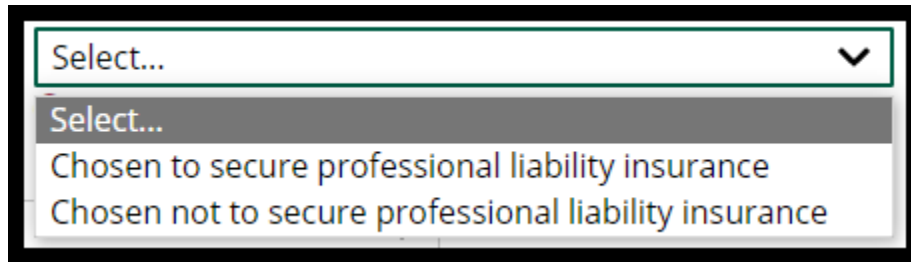 Select...
Select...
Chosen to secure professional liability insurance
Chosen not to secure professional liability insurance